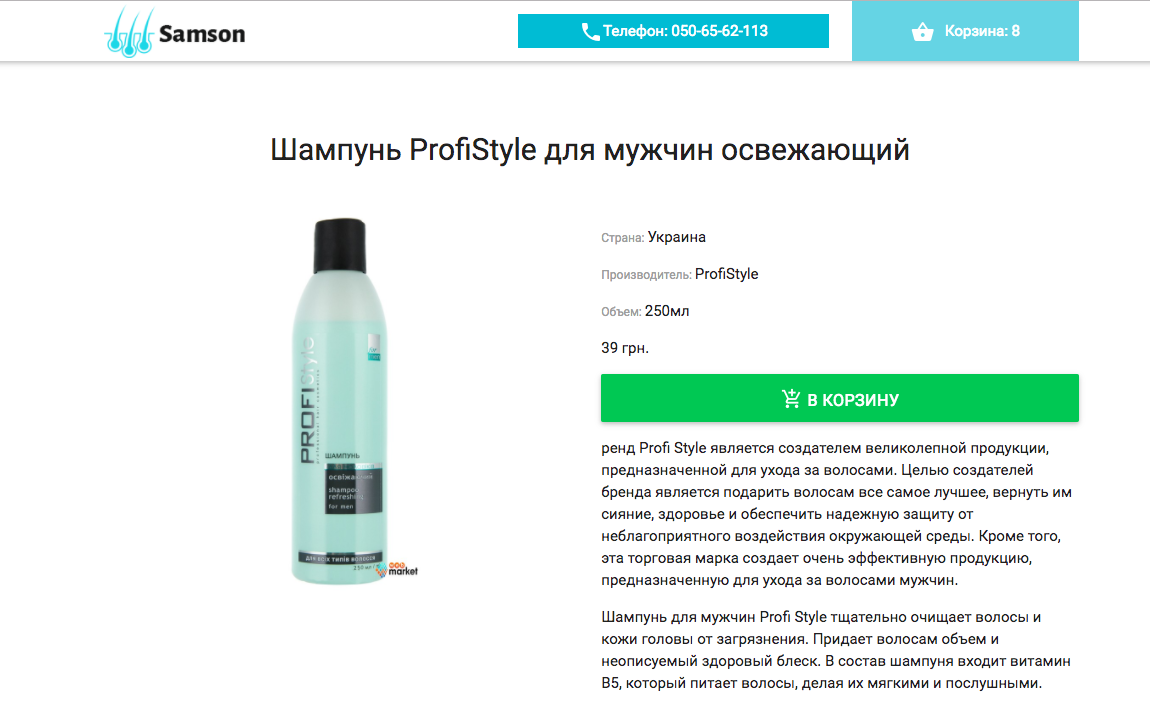 Samson
Телефон: 050-65-62-113
Корзина: 8
Шампунь ProfiStyle для мужчин освежающий
PROFIStyle
ШАМПУНЬ
освіжаючий
shampoo
refreshing
for men
ДЛЯ ВСІХ ТИПІВ ВОЛОССЯ
250 мл
market
Страна: Украина
Производитель: ProfiStyle
Объем: 250мл
39 грн.
В КОРЗИНУ
ренд Profi Style является создателем великолепной продукции,
предназначенной для ухода за волосами. Целью создателей
бренда является подарить волосам все самое лучшее, вернуть им
сияние, здоровье и обеспечить надежную защиту от
неблагоприятного воздействия окружающей среды. Кроме того,
эта торговая марка создает очень эффективную продукцию,
предназначенную для ухода за волосами мужчин.
Шампунь для мужчин Profi Style тщательно очищает волосы и
кожи головы от загрязнения. Придает волосам объем и
неописуемый здоровый блеск. В состав шампуня входит витамин
В5, который питает волосы, делая их мягкими и послушными.